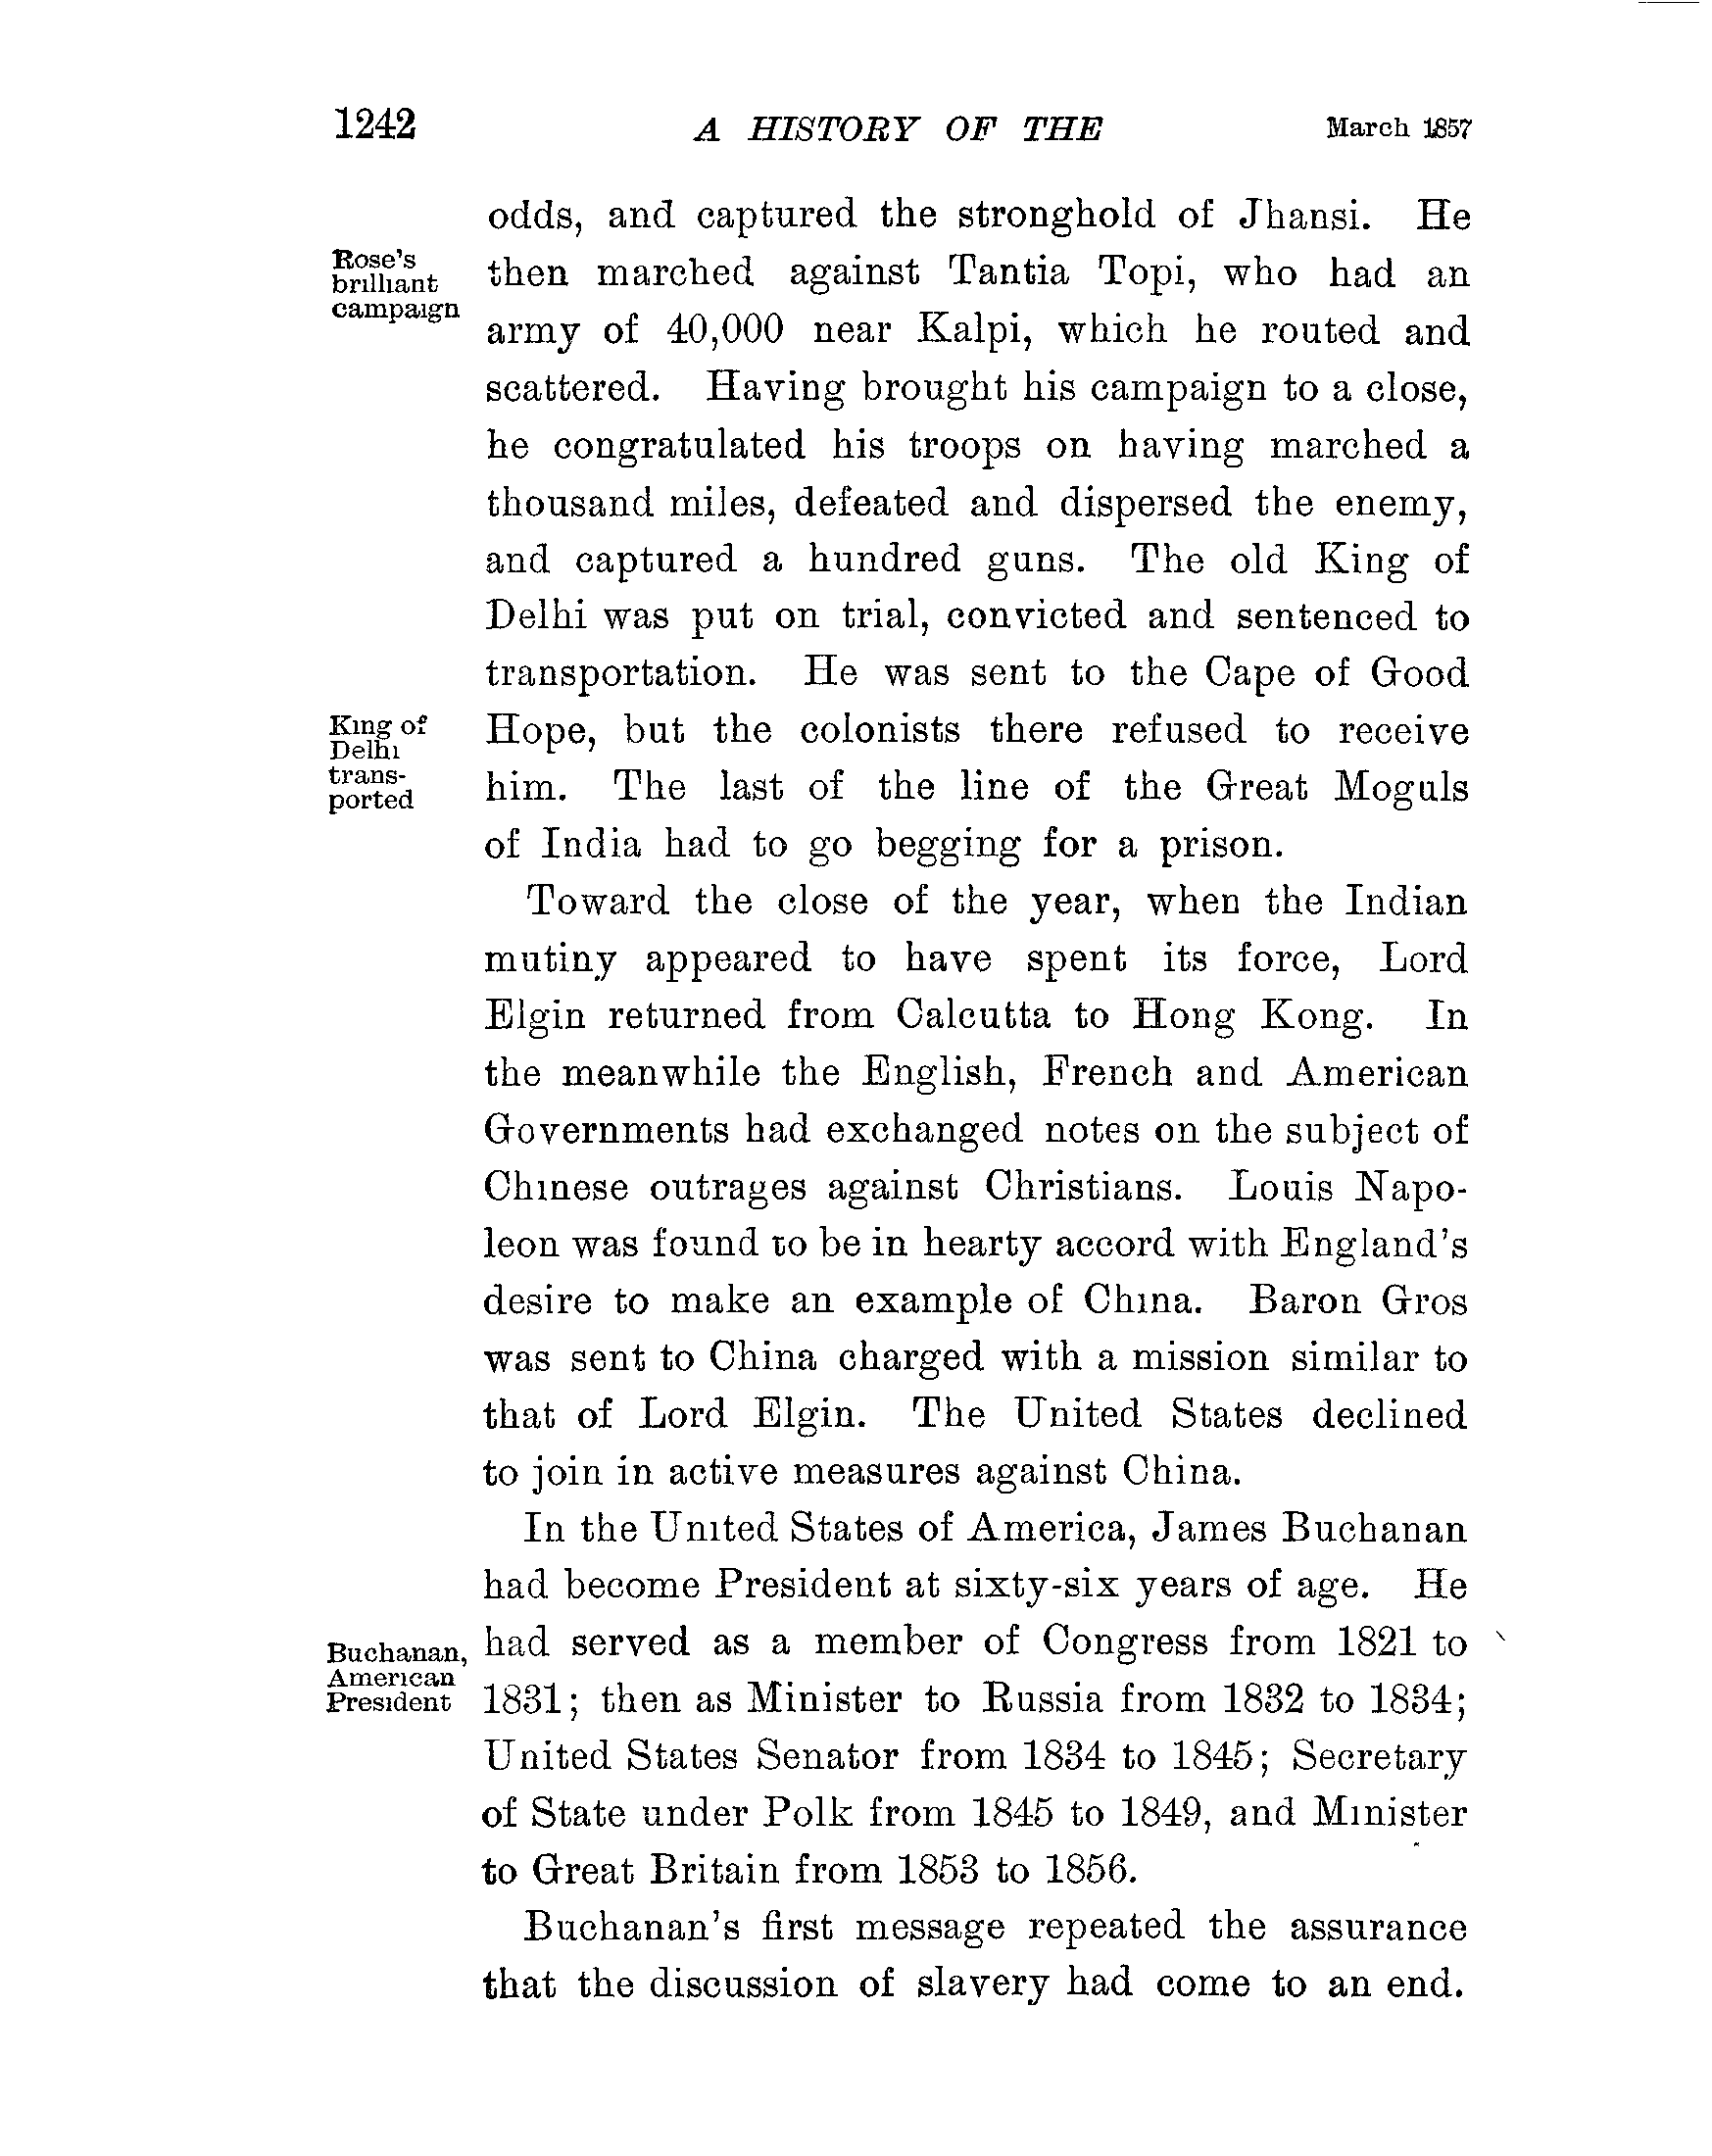 1242 A HISTORY OF THE March 1857
odds, and captured the stronghold of Jhansi. He
Rose's
brilliant
campaign
then marched against Tantia Topi, who had an
army of 40,000 near Kalpi, which he routed and
scattered. Having brought his campaign to a close,
he congratulated his troops on having marched a
thousand miles, defeated and dispersed the enemy,
and captured a hundred guns. The old King of
Delhi was put on trial, convicted and sentenced to
transportation. He was sent to the Cape of Good
King of
Delhi
trans-
ported
Hope, but the colonists there refused to receive
him. The last of the line of the Great Moguls
of India had to go begging for a prison.
Toward the close of the year, when the Indian
mutiny appeared to have spent its force, Lord
Elgin returned from Calcutta to Hong Kong. In
the meanwhile the English, French and American
Governments had exchanged notes on the subject of
Chinese outrages against Christians. Louis Napo-
leon was found to be in hearty accord with England's
desire to make an example of China. Baron Gros
was sent to China charged with a mission similar to
that of Lord Elgin. The United States declined
to join in active measures against China.
In the United States of America, James Buchanan
had become President at sixty-six years of age. He
Buchanan,
American
President
had served as a member of Congress from 1821 to
1831; then as Minister to Russia from 1832 to 1834;
United States Senator from 1834 to 1845; Secretary
of State under Polk from 1845 to 1849, and Minister
to Great Britain from 1853 to 1856.
Buchanan's first message repeated the assurance
that the discussion of slavery had come to an end.